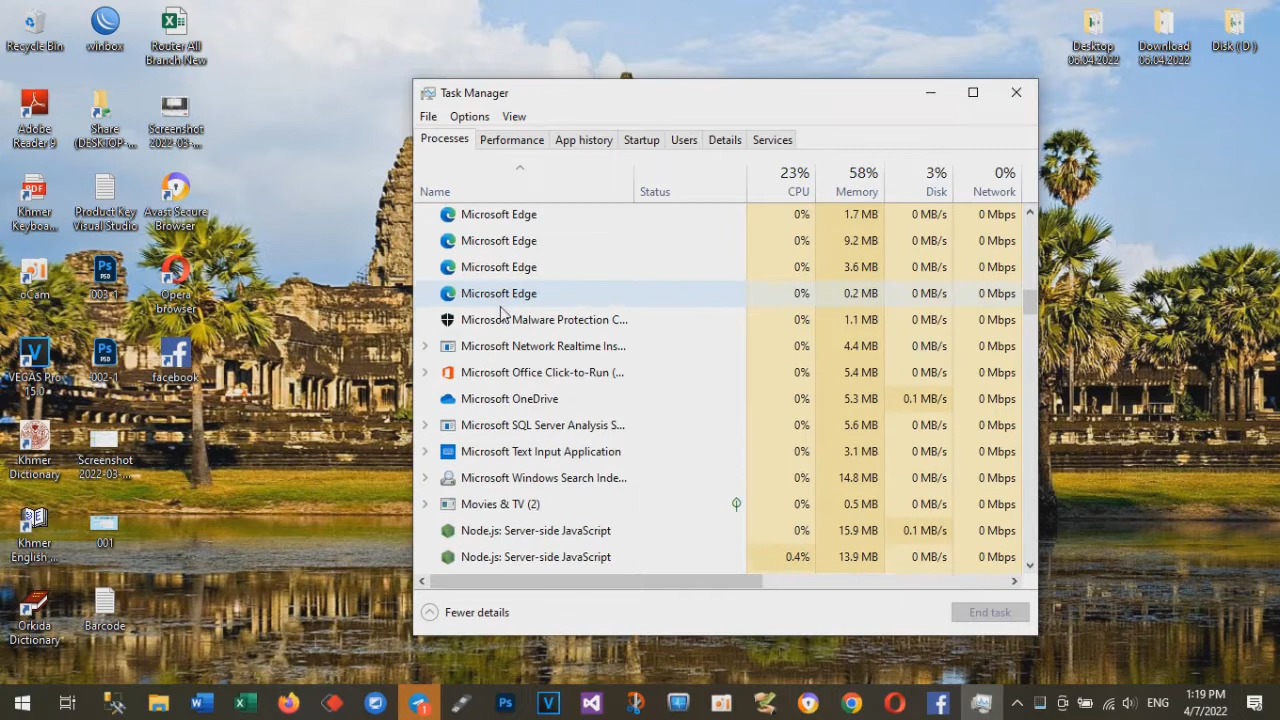 Recycle Bin
winbox
Router All
Branch New
Adobe
Reader 9
Share
(DESKTOP-...
Screenshot
2022-03-...
Khmer
Keyboa...
Product Key
Visual Studio
Avast Secure
Browser
oCam
003-1
Opera
browser
VEGAS Pro
15.0
002-1
facebook
Khmer
Dictionary
Screenshot
2022-03-...
Khmer
English ...
001
Orkida
Dictionary
Barcode
Desktop
06.04.2022
Download
06.04.2022
Disk (D)
Task Manager
File Options View
Processes Performance App history Startup Users Details Services
23% 58% 3% 0%
Name Status CPU Memory Disk Network
Microsoft Edge 0% 1.7 MB 0 MB/s 0 Mbps
Microsoft Edge 0% 9.2 MB 0 MB/s 0 Mbps
Microsoft Edge 0% 3.6 MB 0 MB/s 0 Mbps
Microsoft Edge 0% 0.2 MB 0 MB/s 0 Mbps
Microsoft Malware Protection C... 0% 1.1 MB 0 MB/s 0 Mbps
Microsoft Network Realtime Ins... 0% 4.4 MB 0 MB/s 0 Mbps
Microsoft Office Click-to-Run (... 0% 5.4 MB 0 MB/s 0 Mbps
Microsoft OneDrive 0% 5.3 MB 0.1 MB/s 0 Mbps
Microsoft SQL Server Analysis S... 0% 5.6 MB 0 MB/s 0 Mbps
Microsoft Text Input Application 0% 3.1 MB 0 MB/s 0 Mbps
Microsoft Windows Search Inde... 0% 14.8 MB 0 MB/s 0 Mbps
Movies & TV (2) 0% 0.5 MB 0 MB/s 0 Mbps
Node.js: Server-side JavaScript 0% 15.9 MB 0.1 MB/s 0 Mbps
Node.js: Server-side JavaScript 0.4% 13.9 MB 0 MB/s 0 Mbps
Fewer details
End task
ENG
1:19 PM
4/7/2022